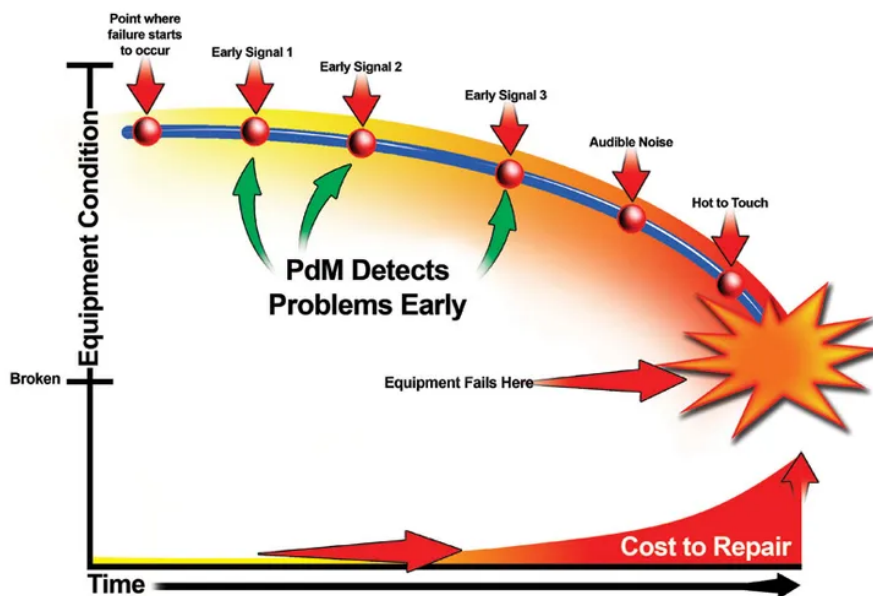 Point where
failure starts
to occur
Early Signal 1
Early Signal 2
Early Signal 3
Audible Noise
Hot to Touch
Equipment Condition
PdM Detects
Problems Early
Broken
Equipment Fails Here
Cost to Repair
Time